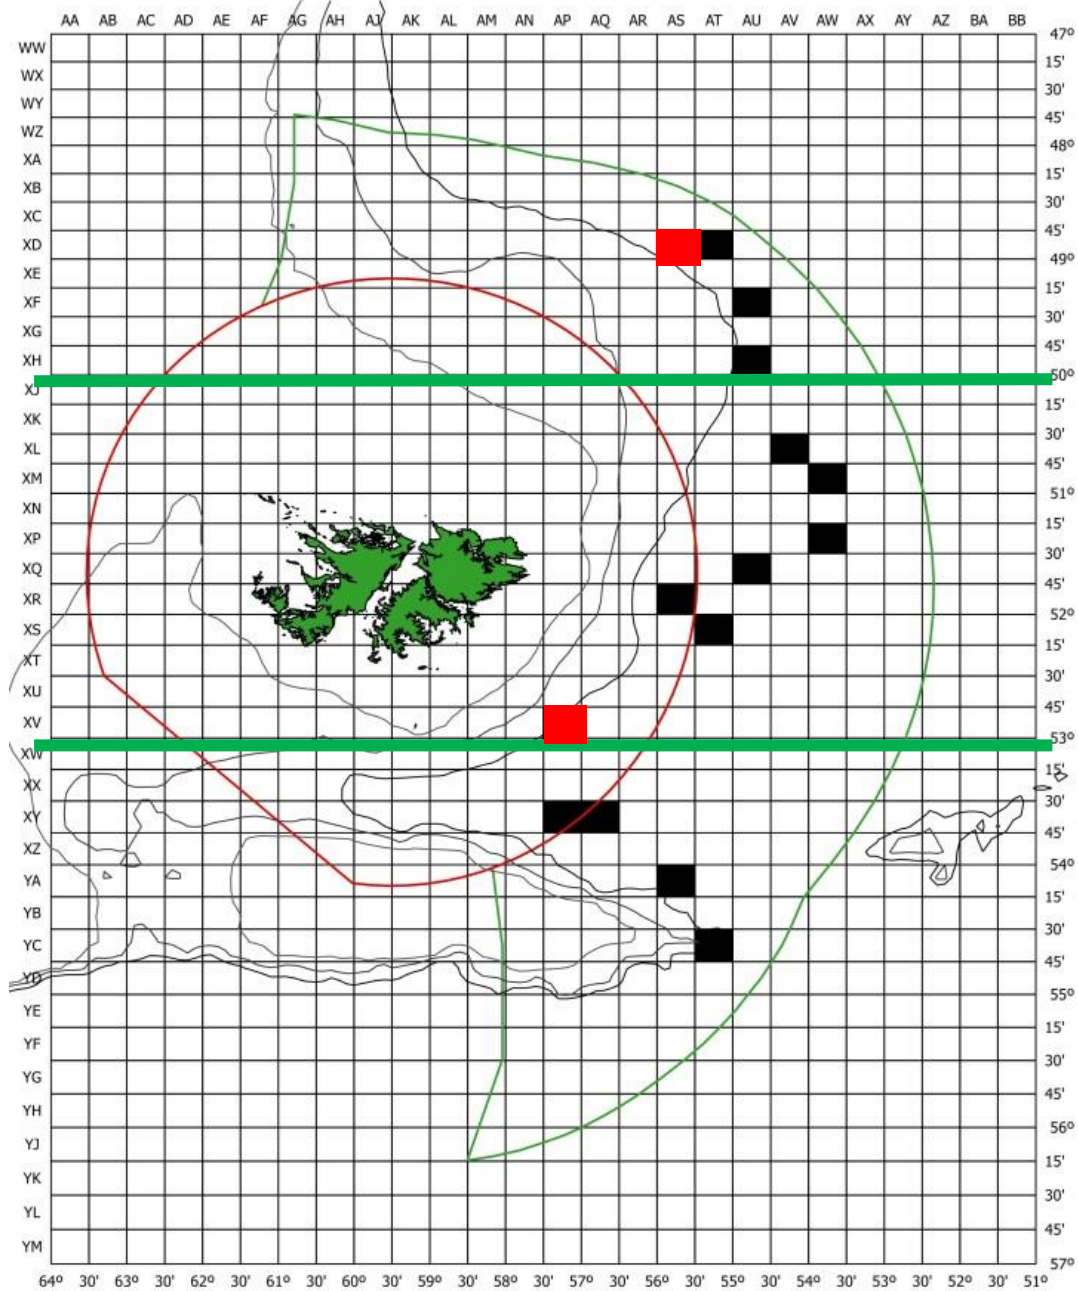 AA AB AC AD AE AF AG AH AJ AK AL AM AN AP AQ AR AS AT AU AV AW AX AY AZ BA BB
47º
WW
15'
WX
30'
WY
45'
WZ
48º
XA
15'
XB
30'
XC
45'
XD
49º
XE
15'
XF
30'
XG
45'
XH
50º
XJ
15'
XK
30'
XL
45'
XM
51º
XN
15'
XP
30'
XQ
45'
XR
52º
XS
15'
XT
30'
XU
45'
XV
53º
XW
15'
XX
30'
XY
45'
XZ
54º
YA
15'
YB
30'
YC
45'
YD
55º
YE
15'
YF
30'
YG
45'
YH
56º
YJ
15'
YK
30'
YL
45'
YM
57º
64º 30' 63º 30' 62º 30' 61º 30' 60º 30' 59º 30' 58º 30' 57º 30' 56º 30' 55º 30' 54º 30' 53º 30' 52º 30' 51º